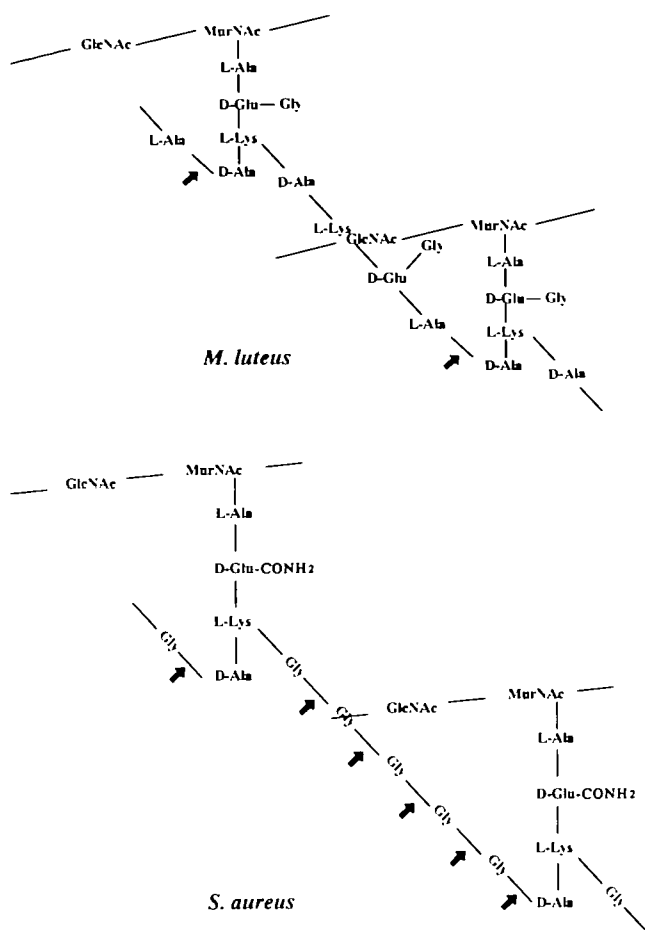 GlcNAc MurNAc
L-Ala
D-Glu Gly
L-Ala L-Lys
D-Ala D-Ala
L-Lys GlcNAc MurNAc
Gly
D-Glu L-Ala
D-Glu Gly
L-Ala L-Lys
M. luteus D-Ala D-Ala
GlcNAc MurNAc
L-Ala
D-Glu-CONH2
L-Lys
Gly D-Ala Gly
Gly GlcNAc MurNAc
Gly L-Ala
Gly D-Glu-CONH2
Gly L-Lys
Gly
S. aureus D-Ala